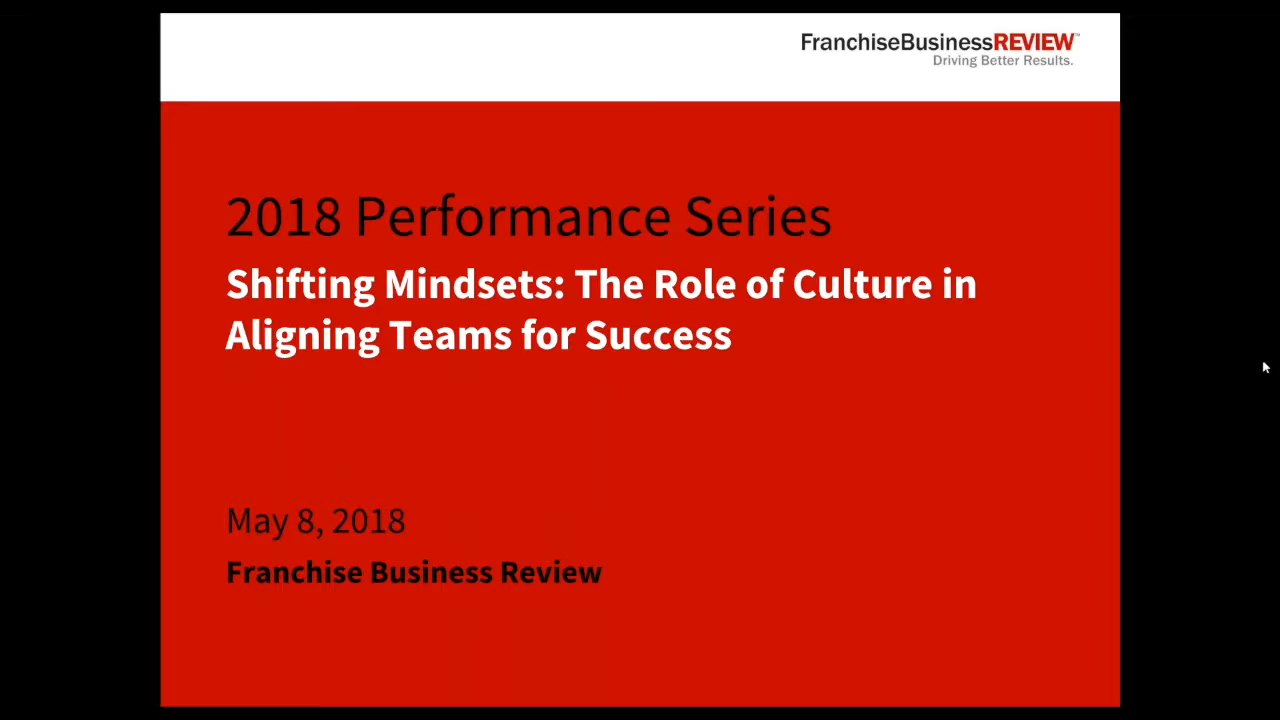 FranchiseBusinessREVIEW™
Driving Better Results.
2018 Performance Series
Shifting Mindsets: The Role of Culture in
Aligning Teams for Success
May 8, 2018
Franchise Business Review